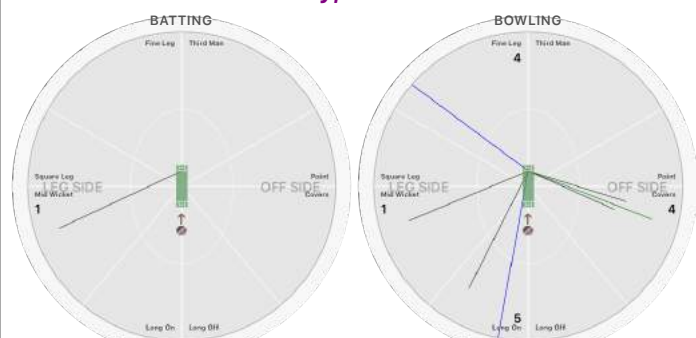 BATTING
Fine Leg Third Man
Square Leg Point
LEG SIDE OFF SIDE
Mid Wicket Covers
1
Long On Long Off
BOWLING
Fine Leg Third Man
4
Square Leg Point
LEG SIDE OFF SIDE
Mid Wicket Covers
1 4
5
Long On Long Off